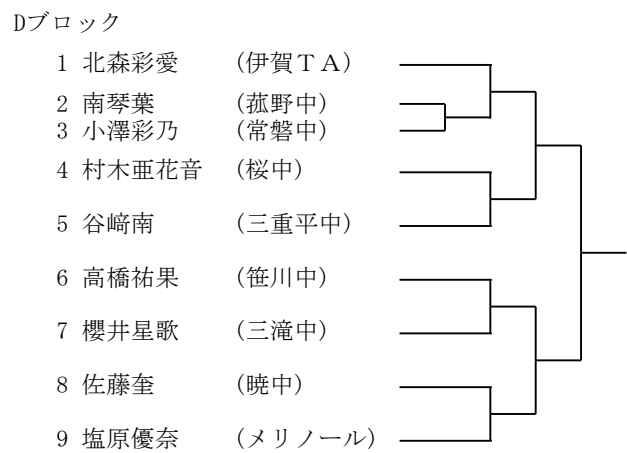 Dブロック
1 北森彩愛 (伊賀ＴＡ)
2 南琴葉 (菰野中)
3 小澤彩乃 (常磐中)
4 村木亜花音 (桜中)
5 谷﨑南 (三重平中)
6 高橋祐果 (笹川中)
7 櫻井星歌 (三滝中)
8 佐藤奎 (暁中)
9 塩原優奈 (メリノール)